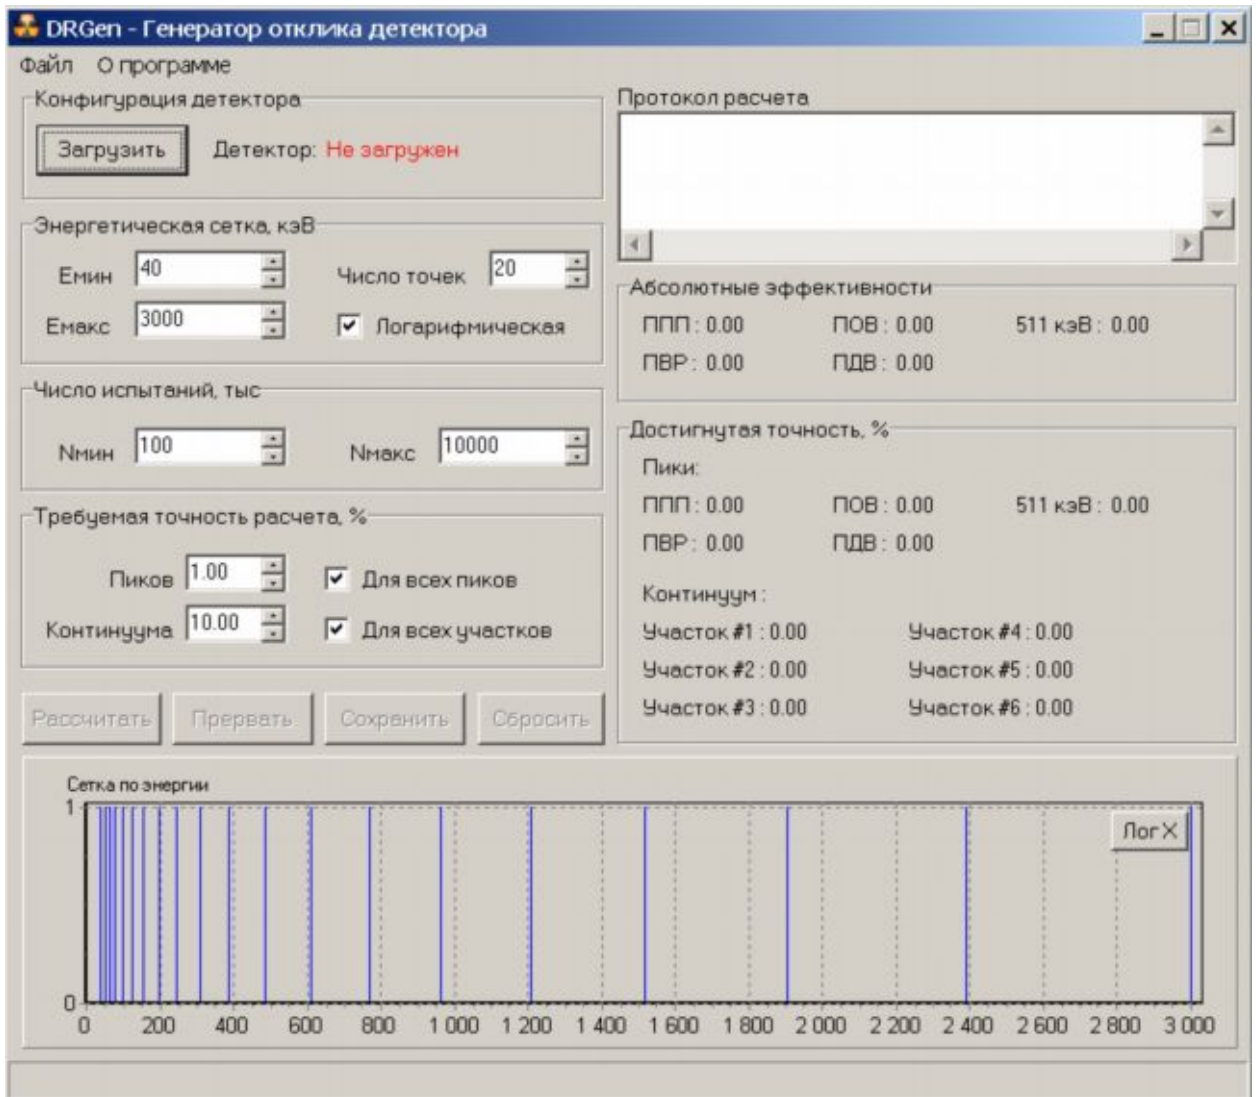 DRGen - Генератор отклика детектора
Файл О программе
Конфигурация детектора
Загрузить Детектор: Не загружен
Энергетическая сетка, кэВ
Eмин 40 Число точек 20
Eмакс 3000 Логарифмическая
Число испытаний, тыс
Nмин 100 Nмакс 10000
Требуемая точность расчета, %
Пиков 1.00 Для всех пиков
Континуума 10.00 Для всех участков
Рассчитать Прервать Сохранить Сбросить
Протокол расчета
Абсолютные эффективности
ППП : 0.00 ПОВ : 0.00 511 кэВ : 0.00
ПВР : 0.00 ПДВ : 0.00
Достигнутая точность, %
Пики:
ППП : 0.00 ПОВ : 0.00 511 кэВ : 0.00
ПВР : 0.00 ПДВ : 0.00
Континуум :
Участок #1 : 0.00 Участок #4 : 0.00
Участок #2 : 0.00 Участок #5 : 0.00
Участок #3 : 0.00 Участок #6 : 0.00
Сетка по энергии
1
Лог X
0
0 200 400 600 800 1 000 1 200 1 400 1 600 1 800 2 000 2 200 2 400 2 600 2 800 3 000